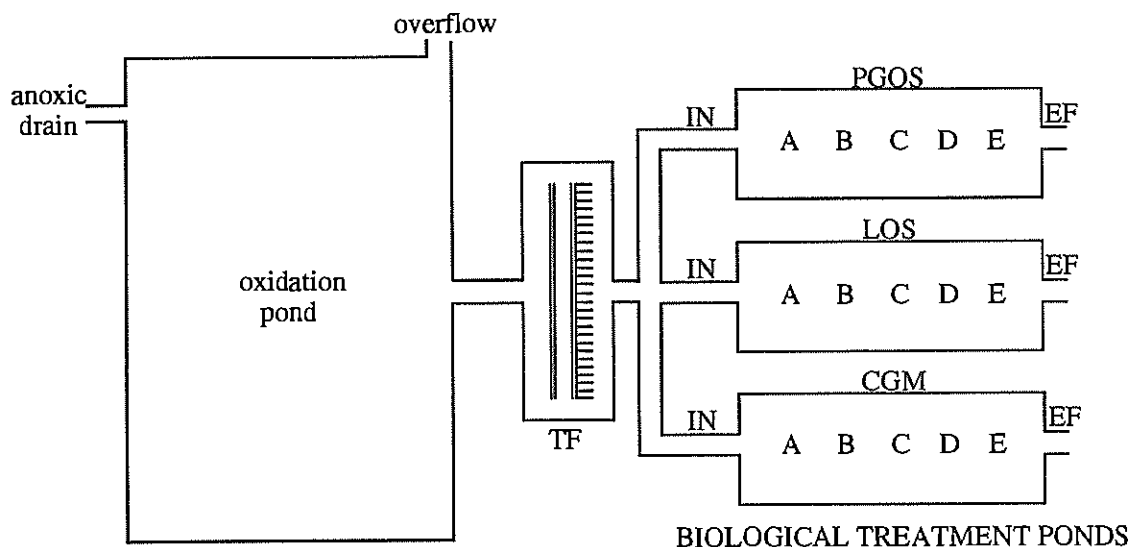 overflow
anoxic
drain
oxidation
pond
TF
PGOS
IN
EF
A B C D E
LOS
IN
EF
A B C D E
CGM
IN
EF
A B C D E
BIOLOGICAL TREATMENT PONDS